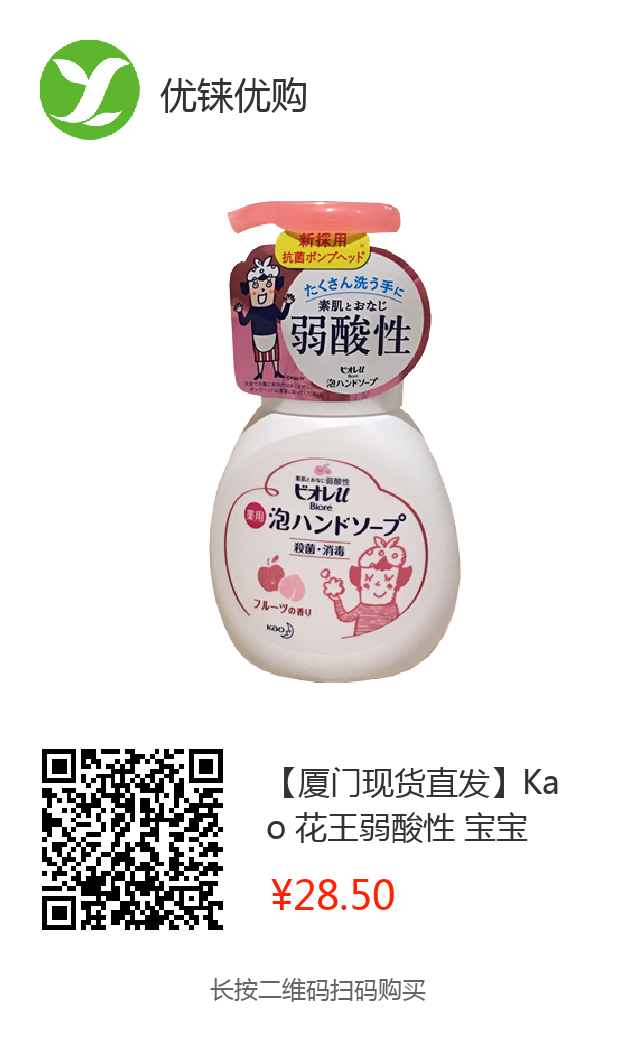 优铼优购
新採用
抗菌ポンプヘッド
たくさん洗う手に
素肌とおなじ
弱酸性
ビオレu
Bioré
泡ハンドソープ
素肌とおなじ弱酸性
ビオレu
Bioré
薬用
泡ハンドソープ
殺菌・消毒
フルーツの香り
Kao
【厦门现货直发】Ka
o 花王弱酸性 宝宝
¥28.50
长按二维码扫码购买